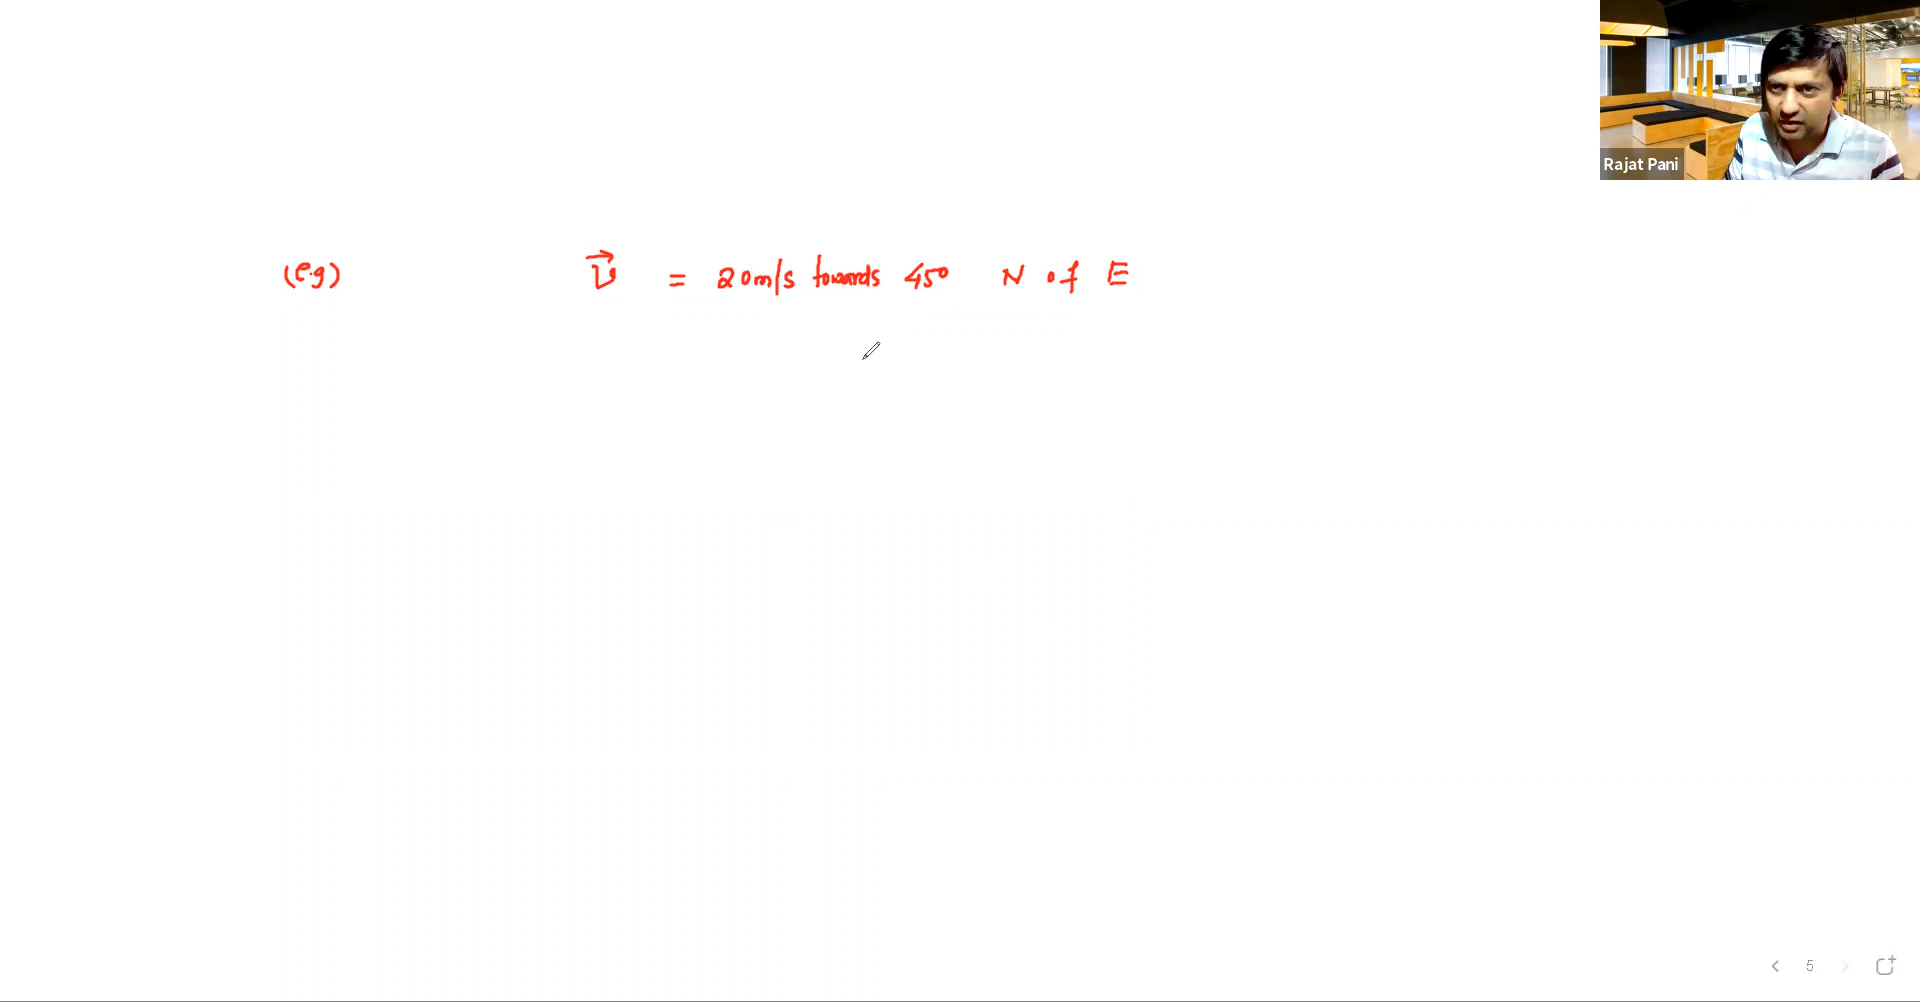 Rajat Pani
(e.g) v⃗ = 20m/s towards 45° N of E
5